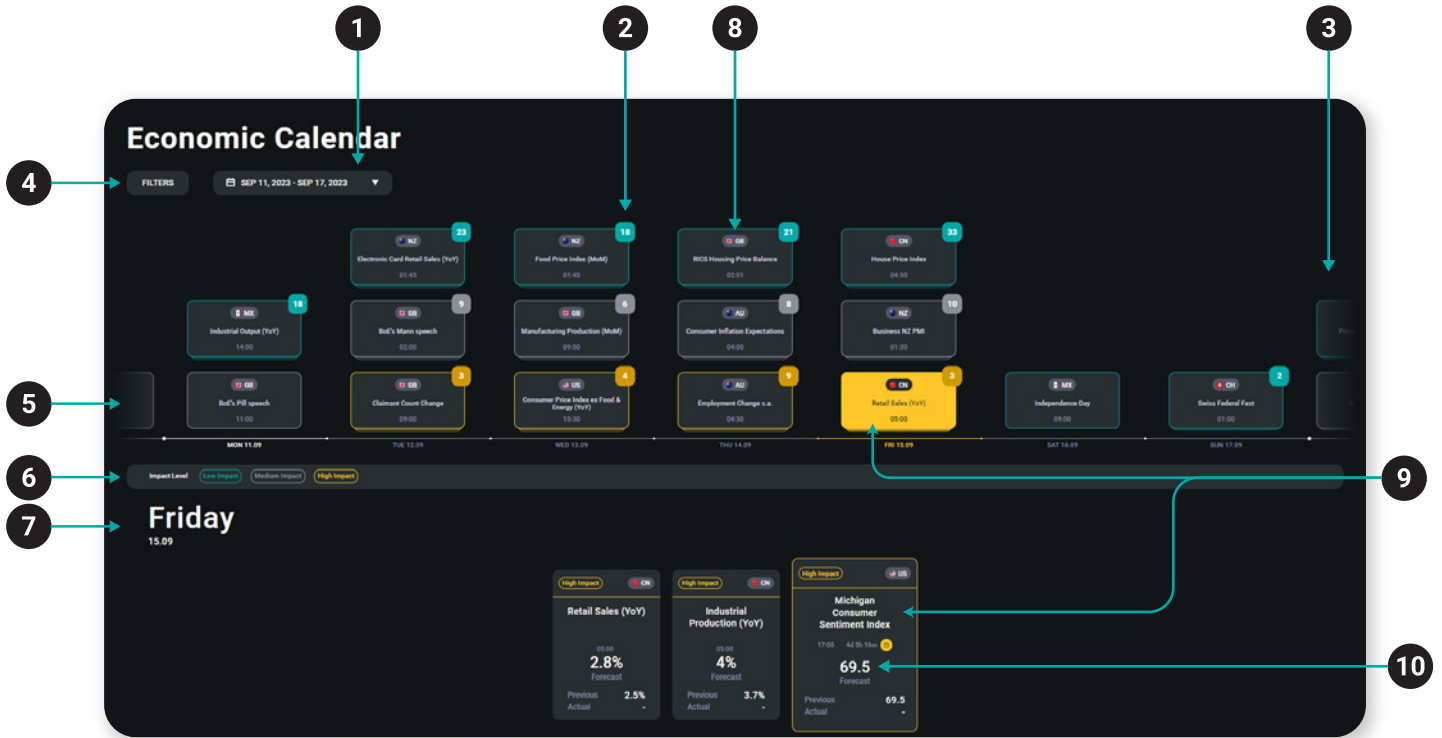 1
2
8
3
Economic Calendar
4
FILTERS
SEP 11, 2023 - SEP 17, 2023
23
NZ
Electronic Card Retail Sales (YoY)
01:45
18
NZ
Food Price Index (MoM)
01:45
21
GB
RICS Housing Price Balance
02:01
33
CN
House Price Index
04:30
18
MX
Industrial Output (YoY)
14:00
9
GB
BoE's Mann speech
02:00
6
GB
Manufacturing Production (MoM)
09:00
8
AU
Consumer Inflation Expectations
04:00
10
NZ
Business NZ PMI
01:30
5
GB
BoE's Pill speech
11:00
3
GB
Claimant Count Change
09:00
4
US
Consumer Price Index ex Food &
Energy (YoY)
15:30
9
AU
Employment Change s.a.
04:30
3
CN
Retail Sales (YoY)
05:00
MX
Independence Day
09:00
2
CH
Swiss Federal Fast
01:00
MON 11.09
TUE 12.09
WED 13.09
THU 14.09
FRI 15.09
SAT 16.09
SUN 17.09
6
Impact Level
Low Impact
Medium Impact
High Impact
9
7
Friday
15.09
High Impact
CN
Retail Sales (YoY)
05:00
2.8%
Forecast
Previous 2.5%
Actual -
High Impact
CN
Industrial
Production (YoY)
05:00
4%
Forecast
Previous 3.7%
Actual -
High Impact
US
Michigan
Consumer
Sentiment Index
17:00 4d 5h 16m
69.5
Forecast
Previous 69.5
Actual -
10